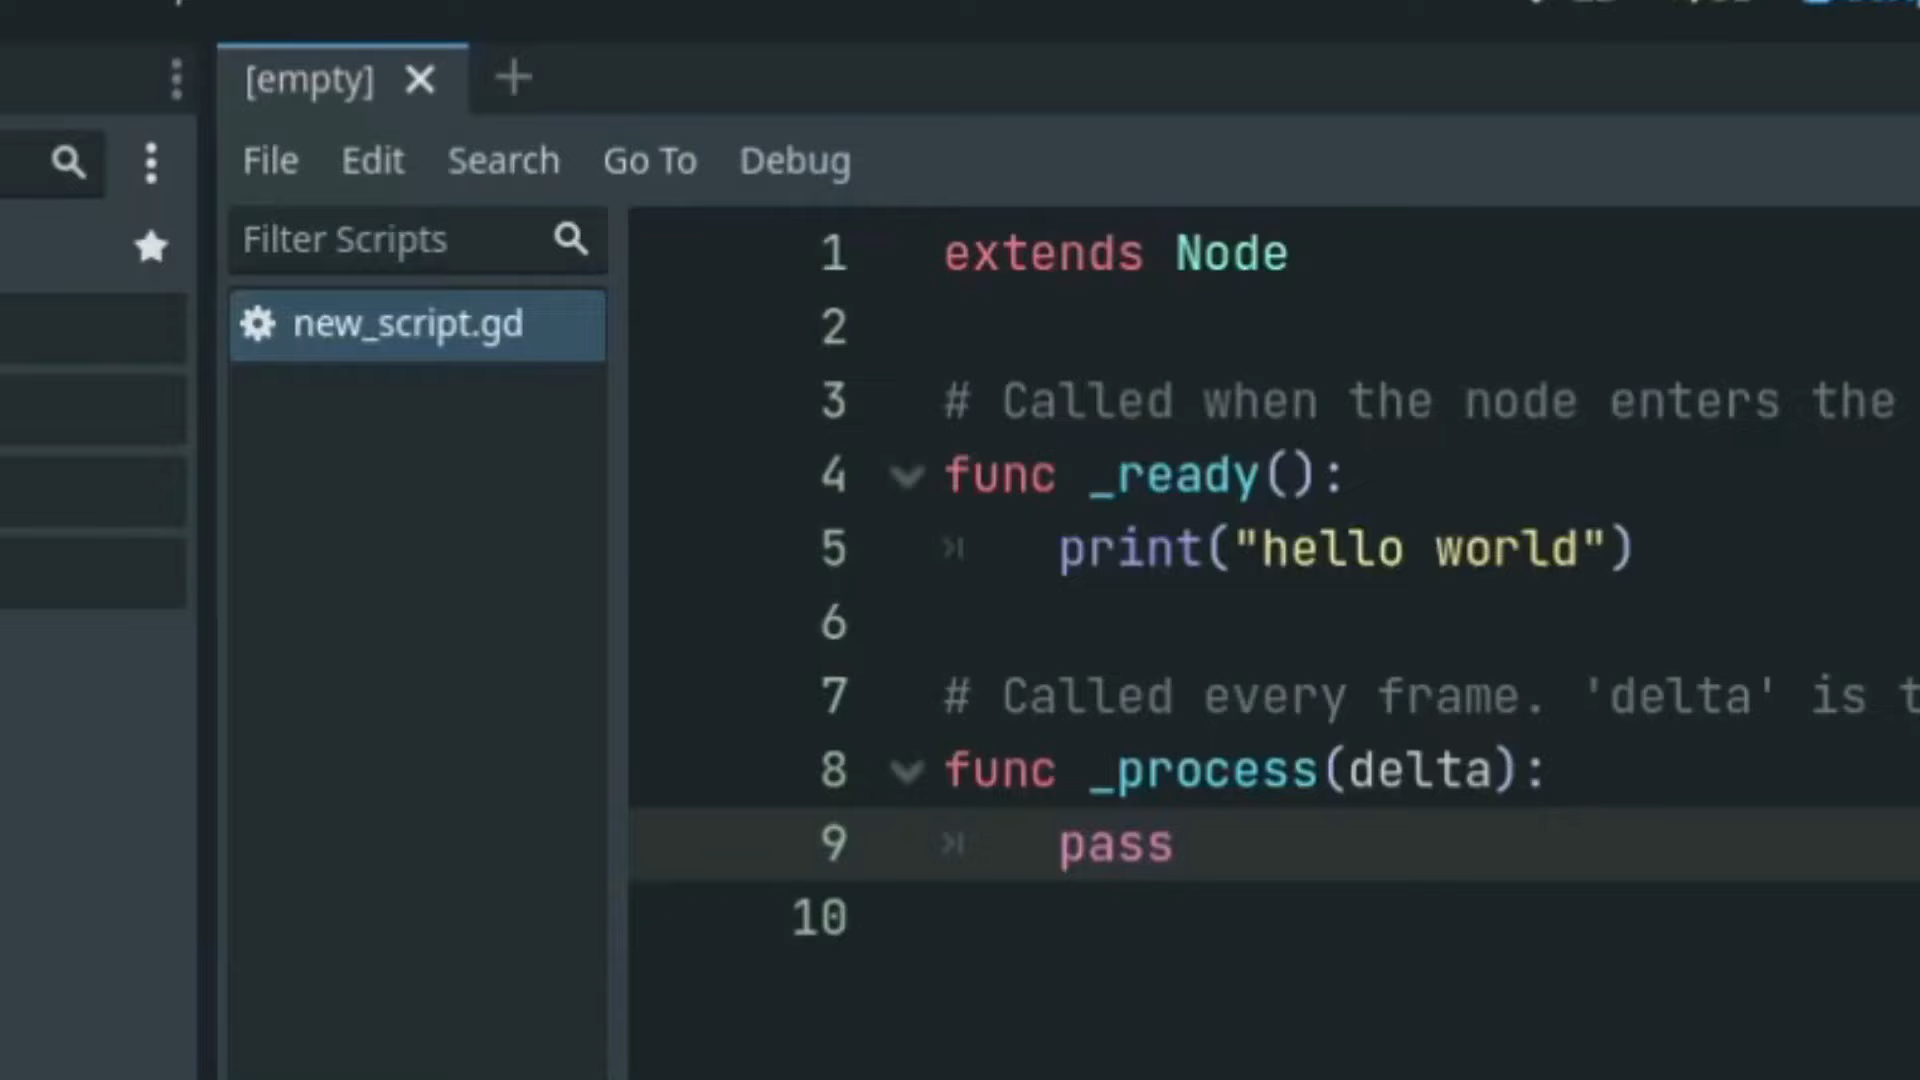 [empty]
File Edit Search Go To Debug
Filter Scripts
new_script.gd
1 extends Node
2
3 # Called when the node enters the
4 func _ready():
5 print("hello world")
6
7 # Called every frame. 'delta' is t
8 func _process(delta):
9 pass
10